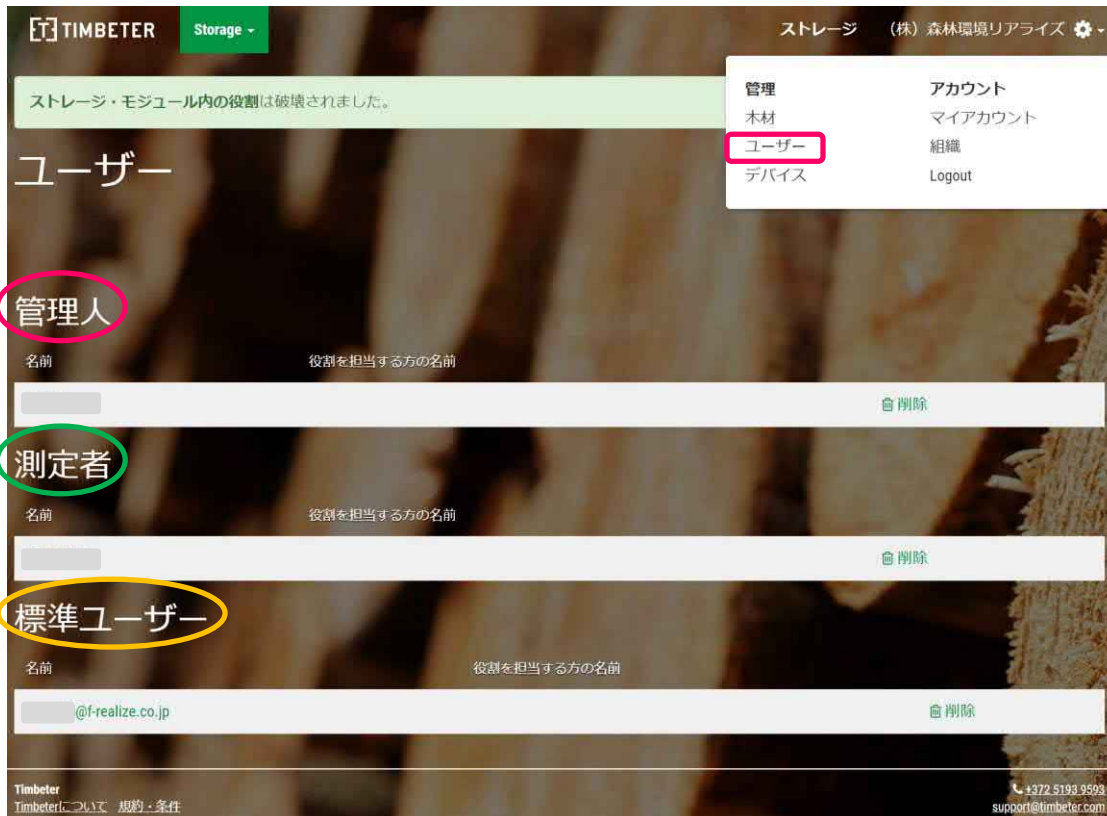 TIMBETER Storage ストレージ （株）森林環境リアライズ
ストレージ・モジュール内の役割は破壊されました。
管理 アカウント
木材 マイアカウント
ユーザー 組織
デバイス Logout
ユーザー
管理人
名前 役割を担当する方の名前
削除
測定者
名前 役割を担当する方の名前
削除
標準ユーザー
名前 役割を担当する方の名前
@f-realize.co.jp 削除
Timbeter +372 5193 9593
Timbeterについて 規約・条件 support@timbeter.com